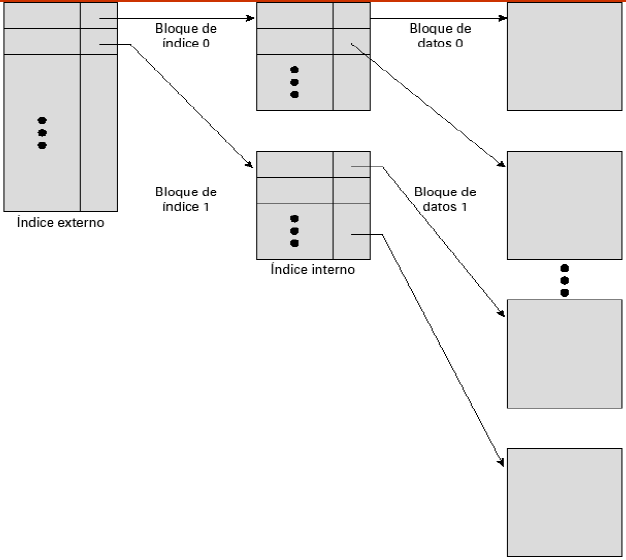 Bloque de
índice 0
Bloque de
datos 0
Bloque de
índice 1
Bloque de
datos 1
Índice externo
Índice interno